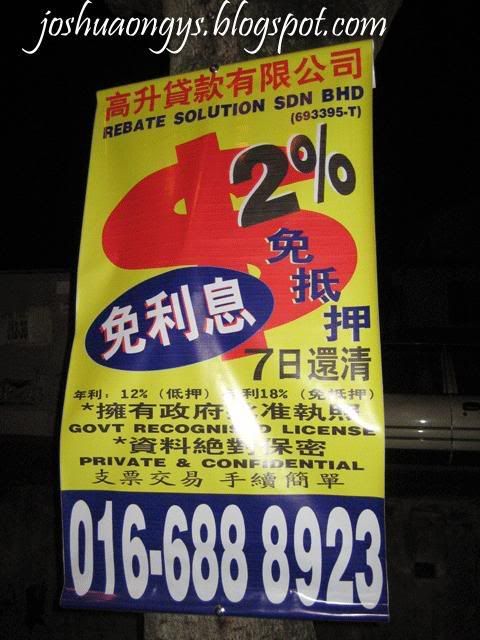 joshuaongys.blogspot.com
高升貸款有限公司
REBATE SOLUTION SDN BHD
(693395-T)
2%
免抵押
免利息
7日還清
年利: 12% (低押) 利18% (免抵押)
*擁有政府批准執照
GOVT RECOGNISED LICENSE
*資料絕對保密
PRIVATE & CONFIDENTIAL
支票交易 手續簡單
016-688 8923